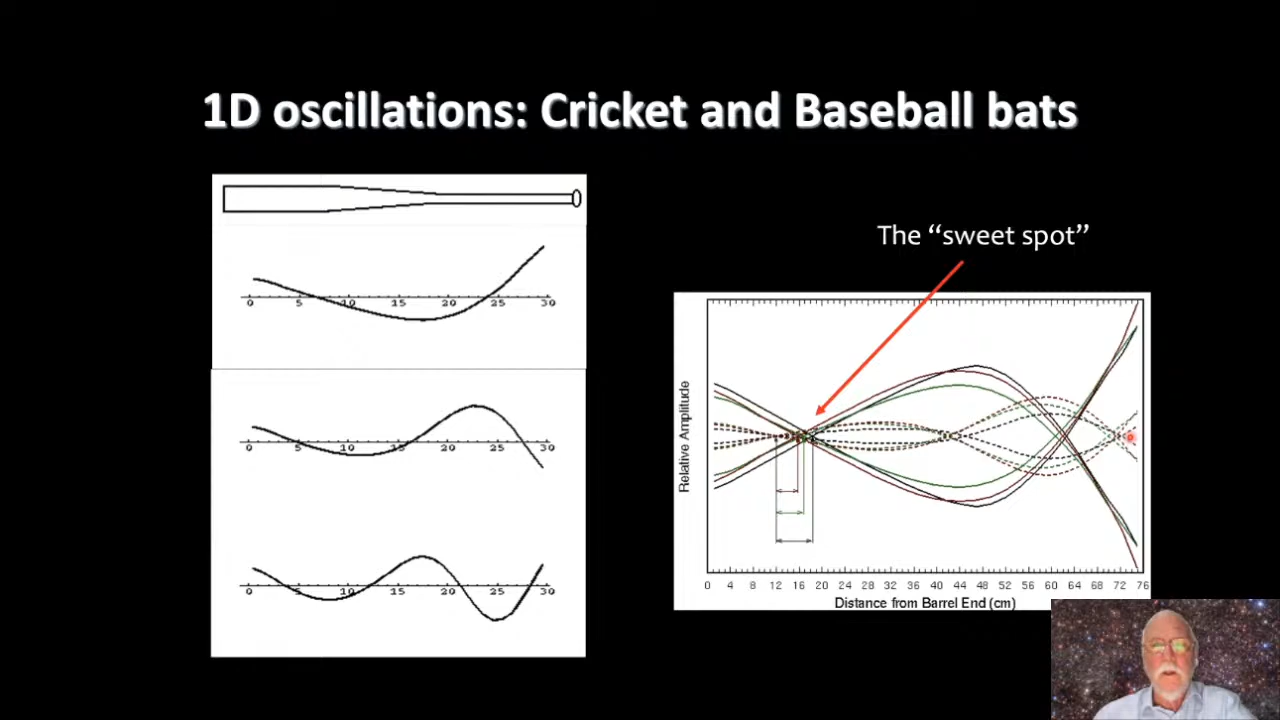 1D oscillations: Cricket and Baseball bats
0 5 10 15 20 25 30
0 5 10 15 20 25 30
0 5 10 15 20 25 30
The “sweet spot”
Relative Amplitude
0 4 8 12 16 20 24 28 32 36 40 44 48 52 56 60 64 68 72 76
Distance from Barrel End (cm)